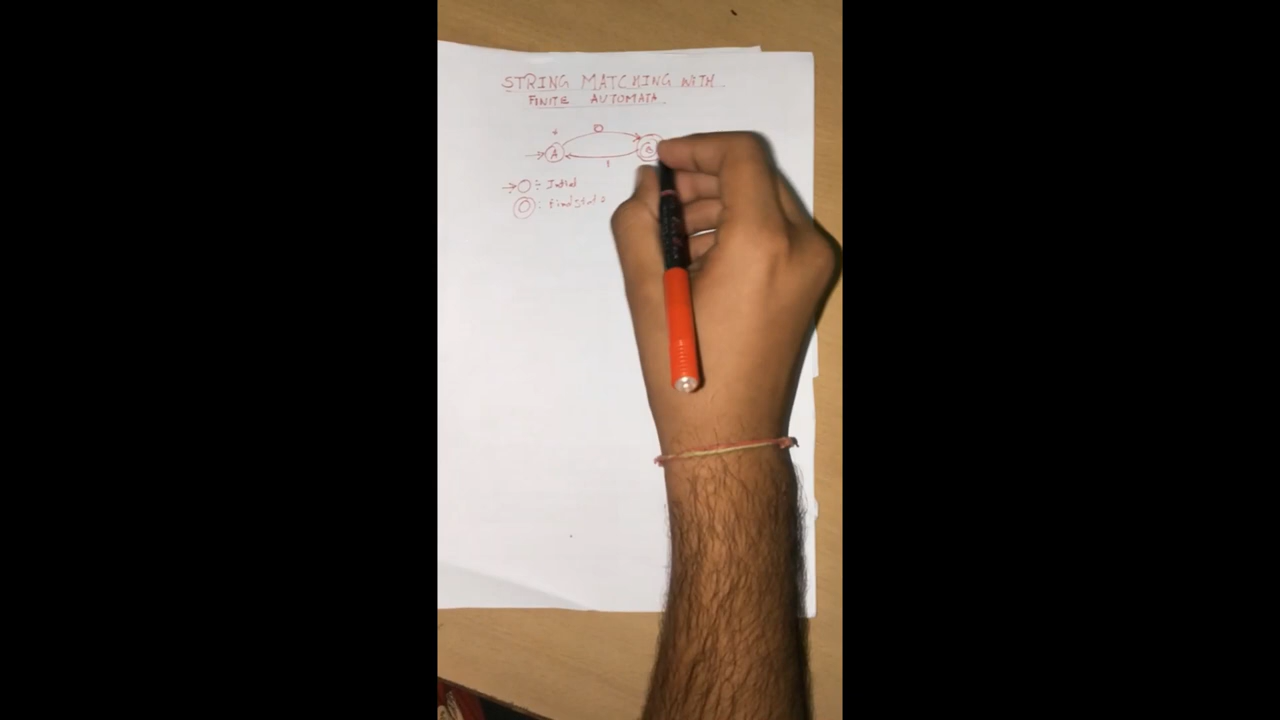 STRING MATCHING WITH
FINITE AUTOMATA.
0
A B
1
: Initial
: final state